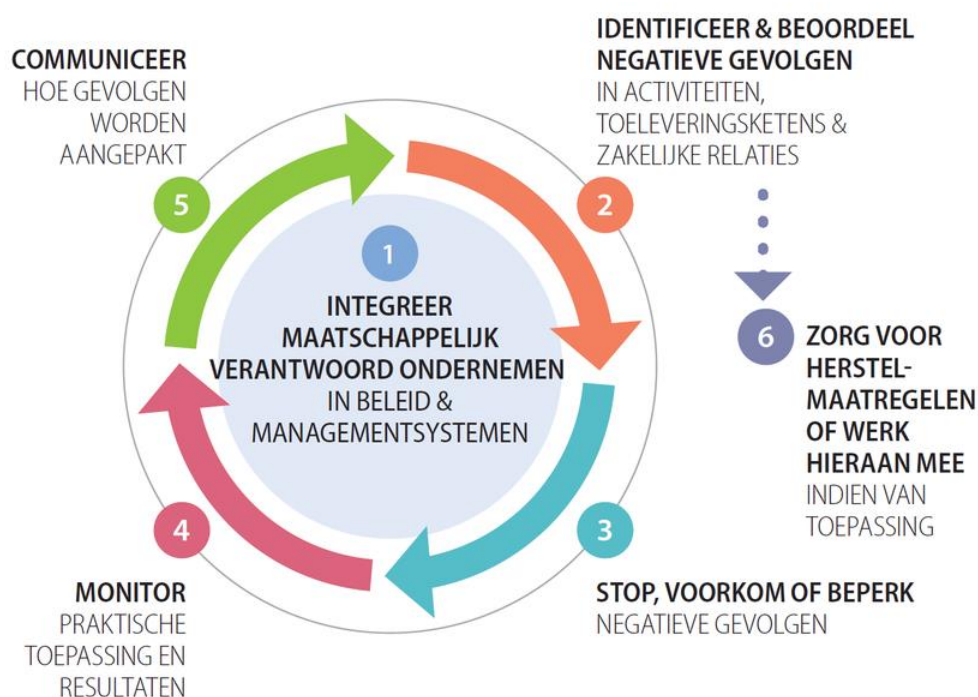 1
INTEGREER
MAATSCHAPPELIJK
VERANTWOORD ONDERNEMEN
IN BELEID &
MANAGEMENTSYSTEMEN
2
IDENTIFICEER & BEOORDEEL
NEGATIEVE GEVOLGEN
IN ACTIVITEITEN,
TOELEVERINGSKETENS &
ZAKELIJKE RELATIES
3
STOP, VOORKOM OF BEPERK
NEGATIEVE GEVOLGEN
4
MONITOR
PRAKTISCHE
TOEPASSING EN
RESULTATEN
5
COMMUNICEER
HOE GEVOLGEN
WORDEN
AANGEPAKT
6
ZORG VOOR
HERSTEL-
MAATREGELEN
OF WERK
HIERAAN MEE
INDIEN VAN
TOEPASSING